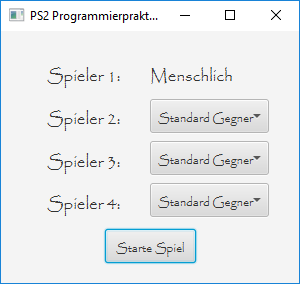 PS2 Programmierprakt...
Spieler 1: Menschlich
Spieler 2: Standard Gegner
Spieler 3: Standard Gegner
Spieler 4: Standard Gegner
Starte Spiel